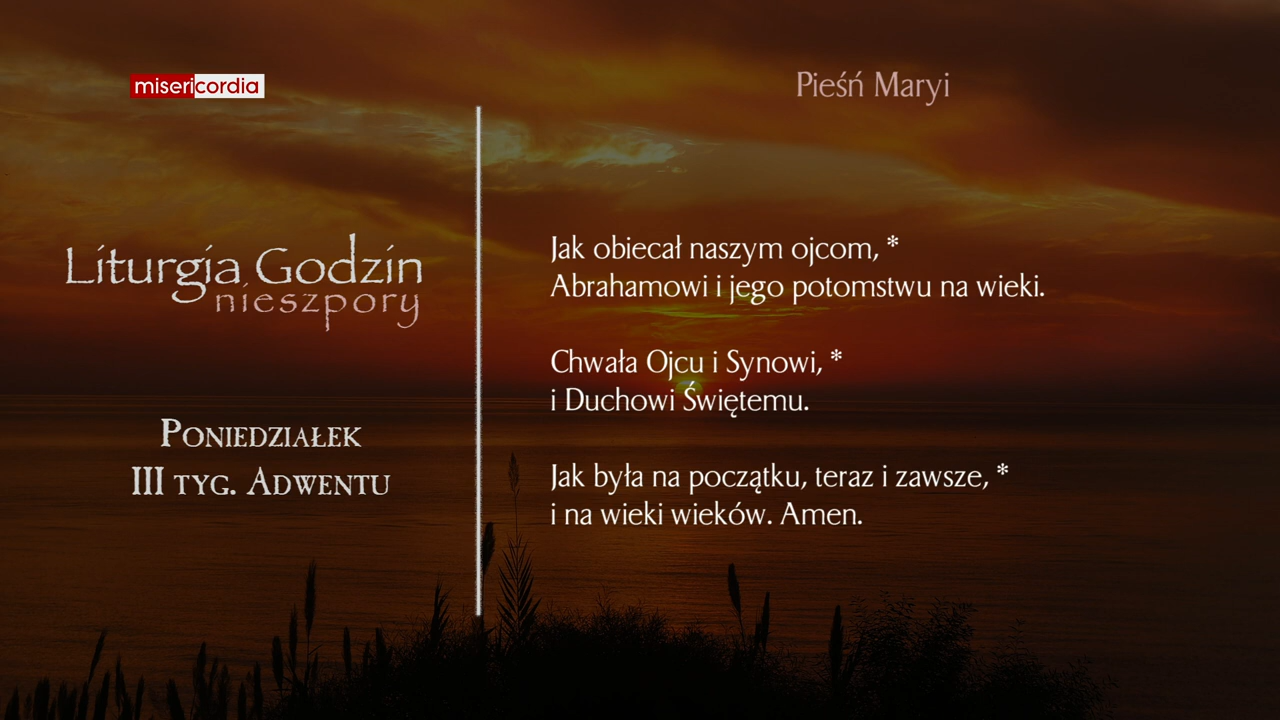 misericordia
Liturgia Godzin
nieszpory
Poniedziałek
III tyg. Adwentu
Pieśń Maryi
Jak obiecał naszym ojcom, *
Abrahamowi i jego potomstwu na wieki.
Chwała Ojcu i Synowi, *
i Duchowi Świętemu.
Jak była na początku, teraz i zawsze, *
i na wieki wieków. Amen.